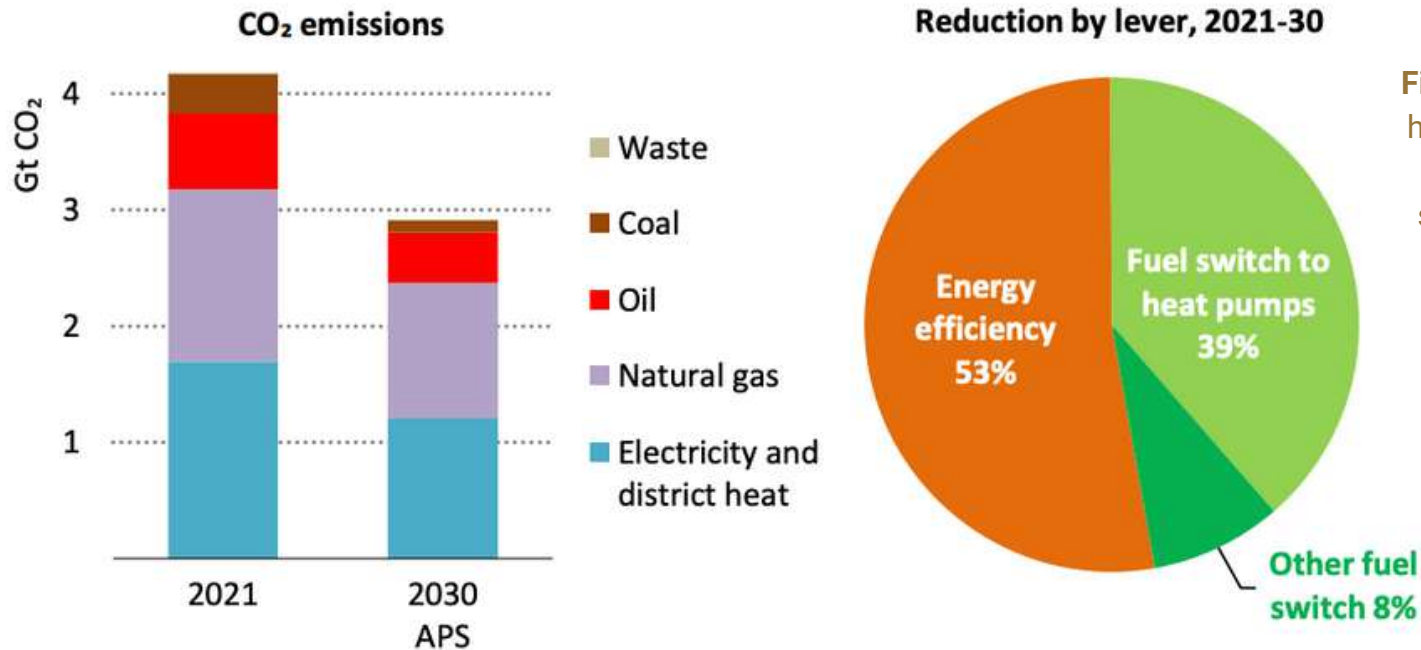 CO₂ emissions
Gt CO₂
4
3
2
1
2021
2030
APS
Waste
Coal
Oil
Natural gas
Electricity and
district heat
Reduction by lever, 2021-30
Energy
efficiency
53%
Fuel switch to
heat pumps
39%
Other fuel
switch 8%